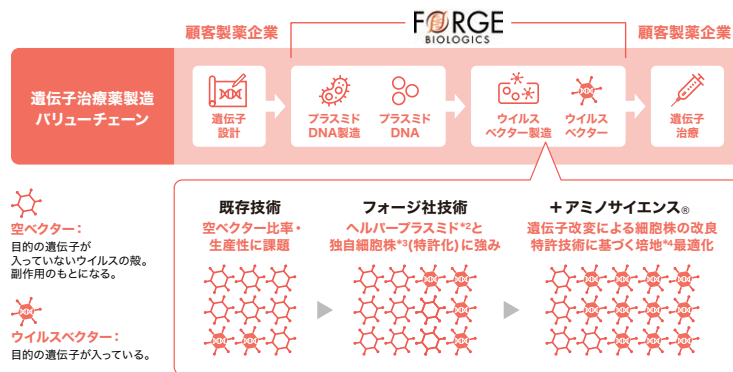 顧客製薬企業
FORGE
BIOLOGICS
顧客製薬企業
遺伝子治療薬製造
バリューチェーン
遺伝子
設計
プラスミド
DNA製造
プラスミド
DNA
ウイルス
ベクター製造
ウイルス
ベクター
遺伝子
治療
空ベクター：
目的の遺伝子が
入っていないウイルスの殻。
副作用のもとになる。
ウイルスベクター：
目的の遺伝子が入っている。
既存技術
空ベクター比率・
生産性に課題
フォージ社技術
ヘルパープラスミド*2と
独自細胞株*3(特許化)に強み
＋アミノサイエンス®
遺伝子改変による細胞株の改良
特許技術に基づく培地*4最適化